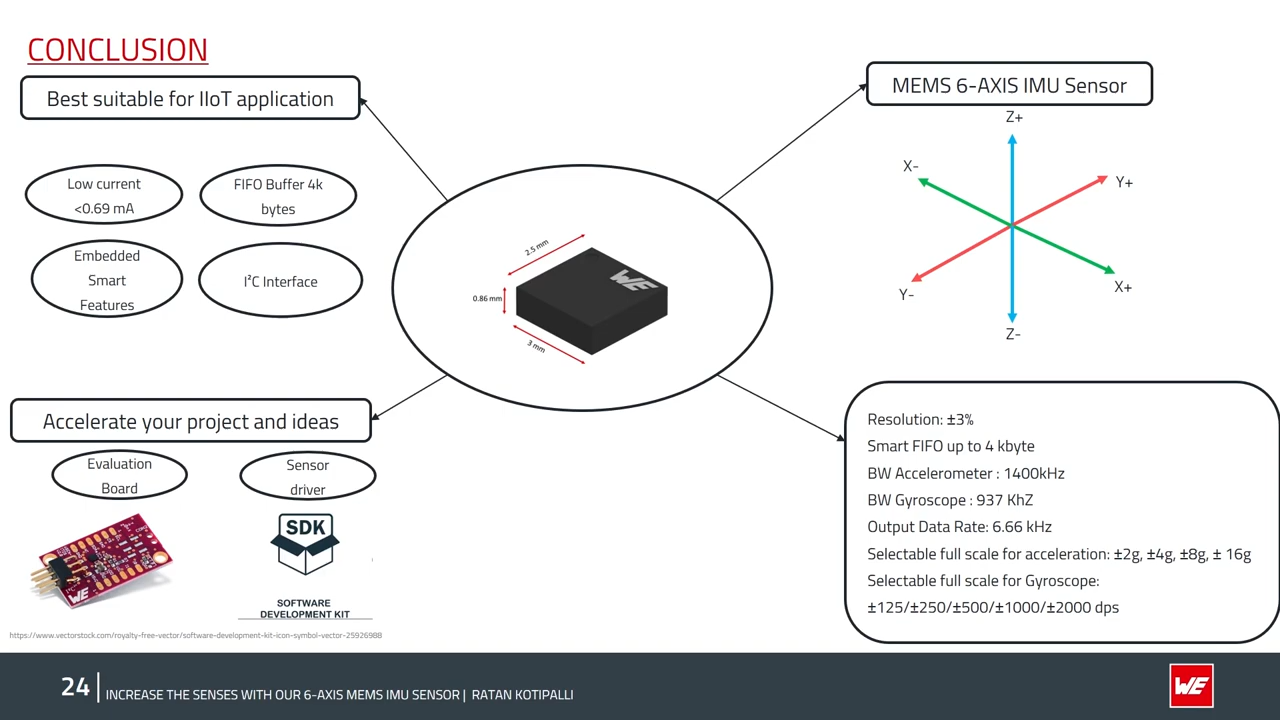 CONCLUSION
Best suitable for IIoT application
Low current
<0.69 mA
FIFO Buffer 4k
bytes
Embedded
Smart
Features
I²C Interface
Accelerate your project and ideas
Evaluation
Board
Sensor
driver
WE
SDK
SOFTWARE
DEVELOPMENT KIT
https://www.vectorstock.com/royalty-free-vector/software-development-kit-icon-symbol-vector-25926988
2.5 mm
0.86 mm
3 mm
WE
MEMS 6-AXIS IMU Sensor
Z+
X-
Y+
Y-
X+
Z-
Resolution: ±3%
Smart FIFO up to 4 kbyte
BW Accelerometer : 1400kHz
BW Gyroscope : 937 KhZ
Output Data Rate: 6.66 kHz
Selectable full scale for acceleration: ±2g, ±4g, ±8g, ± 16g
Selectable full scale for Gyroscope:
±125/±250/±500/±1000/±2000 dps
24 INCREASE THE SENSES WITH OUR 6-AXIS MEMS IMU SENSOR | RATAN KOTIPALLI
WE